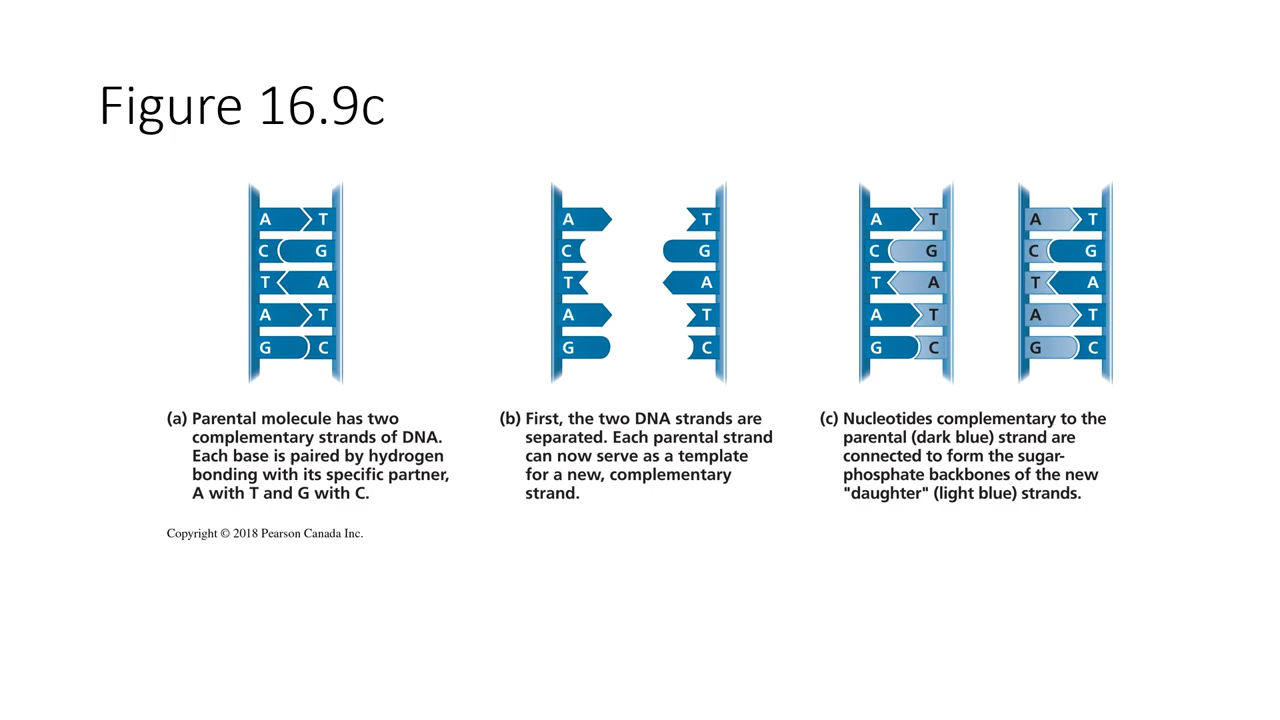 Figure 16.9c
A T
C G
T A
A T
G C
A T
C G
T A
A T
G C
A T A T
C G C G
T A T A
A T A T
G C G C
(a) Parental molecule has two
complementary strands of DNA.
Each base is paired by hydrogen
bonding with its specific partner,
A with T and G with C.
(b) First, the two DNA strands are
separated. Each parental strand
can now serve as a template
for a new, complementary
strand.
(c) Nucleotides complementary to the
parental (dark blue) strand are
connected to form the sugar-
phosphate backbones of the new
"daughter" (light blue) strands.
Copyright © 2018 Pearson Canada Inc.